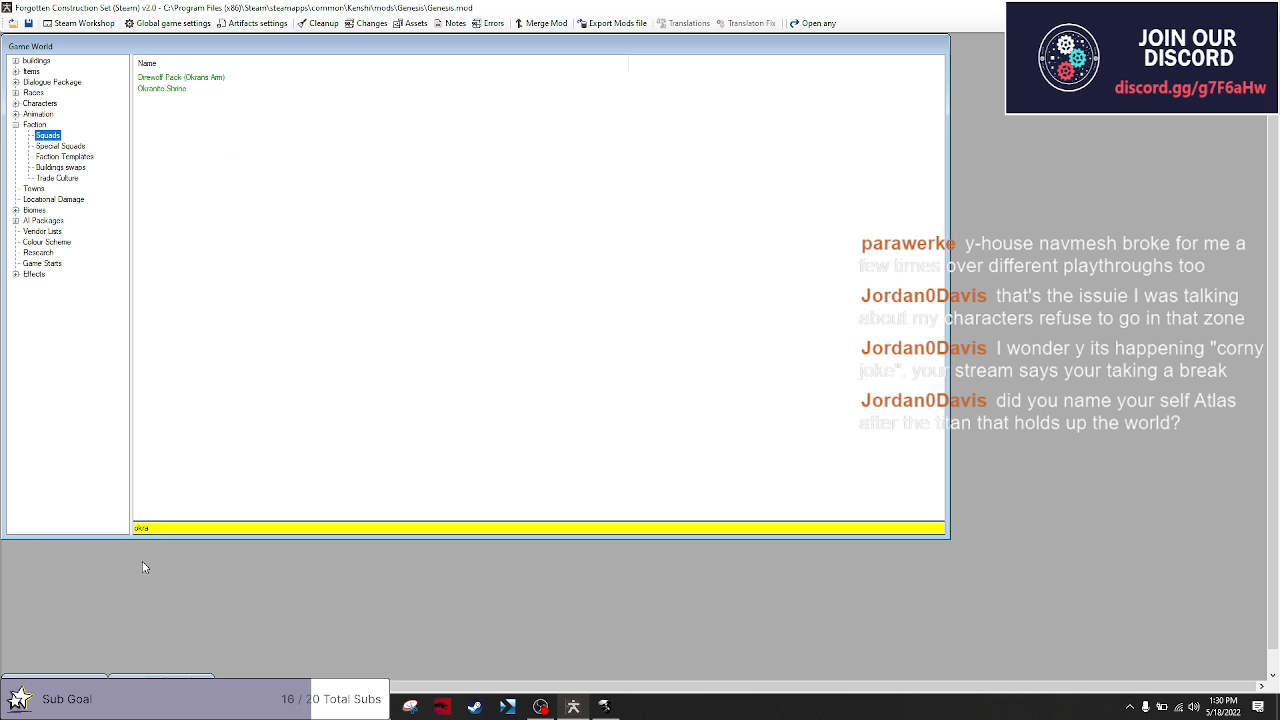 Forgotten Construction Set (Steam) v2.0 - C:\Program Files (x86)\Steam\steamapps\common\Kenshi\mods\Genesis\Genesis.mod
Steam Workshop Global game settings Artifacts settings Cleanup Changes Assets Notes Errors Merge Mod Export Mods file Translations Translation Fix Open any
JOIN OUR
DISCORD
discord.gg/g7F6aHw
Game World
buildings
Items
Dialogue Package
Races
Characters
Animation
Faction
Squads
Special Squads
Faction Templates
Buildings swaps
Trade Culture
Towns
Locational Damage
Biomes
AI Packages
Vendor Lists
Colour Scheme
Research
Game Stats
Effects
Name
Direwolf Pack (Okrans Arm)
Okranite Shrine
okra
parawerke y-house navmesh broke for me a
few times over different playthroughs too
Jordan0Davis that's the issuie I was talking
about my characters refuse to go in that zone
Jordan0Davis I wonder y its happening "corny
joke". your stream says your taking a break
Jordan0Davis did you name your self Atlas
after the titan that holds up the world?
Sub Goal 16 / 20 Total Subs
1:30 PM
5/18/2022